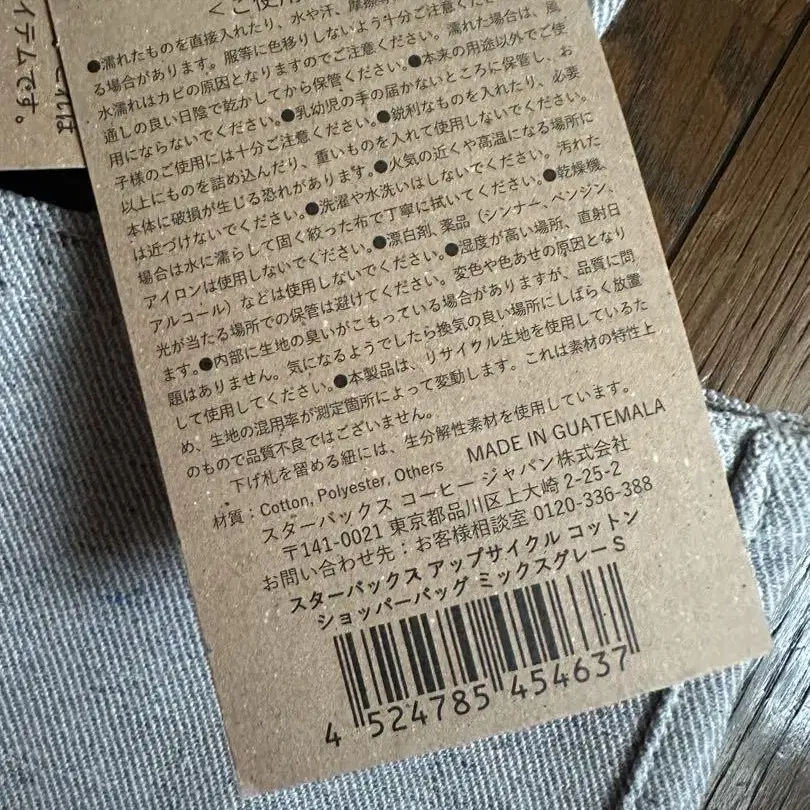 イテムです。
＜ご使用
●濡れたものを直接入れたり、水や汗、摩擦
る場合があります。服等に色移りしないよう十分ご注意くださ
水濡れはカビの原因となりますのでご注意ください。濡れた場合は、風
通しの良い日陰で乾かしてから保管ください。●本来の用途以外でご使
用にならないでください。●乳幼児の手の届かないところに保管し、お
子様のご使用には十分ご注意ください。●鋭利なものを入れたり、必要
以上にものを詰め込んだり、重いものを入れて使用しないでください。
本体に破損が生じる恐れがあります。●火気の近くや高温になる場所に
は近づけないでください。●洗濯や水洗いはしないでください。汚れた
場合は水に濡らして固く絞った布で丁寧に拭いてください。●乾燥機、
アイロンは使用しないでください。●漂白剤、薬品（シンナー、ベンジン、
アルコール）などは使用しないでください。●湿度が高い場所、直射日
光が当たる場所での保管は避けてください。変色や色あせの原因となり
ます。●内部に生地の臭いがこもっている場合がありますが、品質に問
題はありません。気になるようでしたら換気の良い場所にしばらく放置
して使用してください。●本製品は、リサイクル生地を使用しているた
め、生地の混用率が測定箇所によって変動します。これは素材の特性上
のもので品質不良ではございません。
下げ札を留める紐には、生分解性素材を使用しています。
材質：Cotton, Polyester, Others MADE IN GUATEMALA
スターバックス コーヒー ジャパン株式会社
〒141-0021 東京都品川区上大崎 2-25-2
お問い合わせ先：お客様相談室 0120-336-388
スターバックス アップサイクル コットン
ショッパーバッグ ミックスグレー S
4 524785 454637